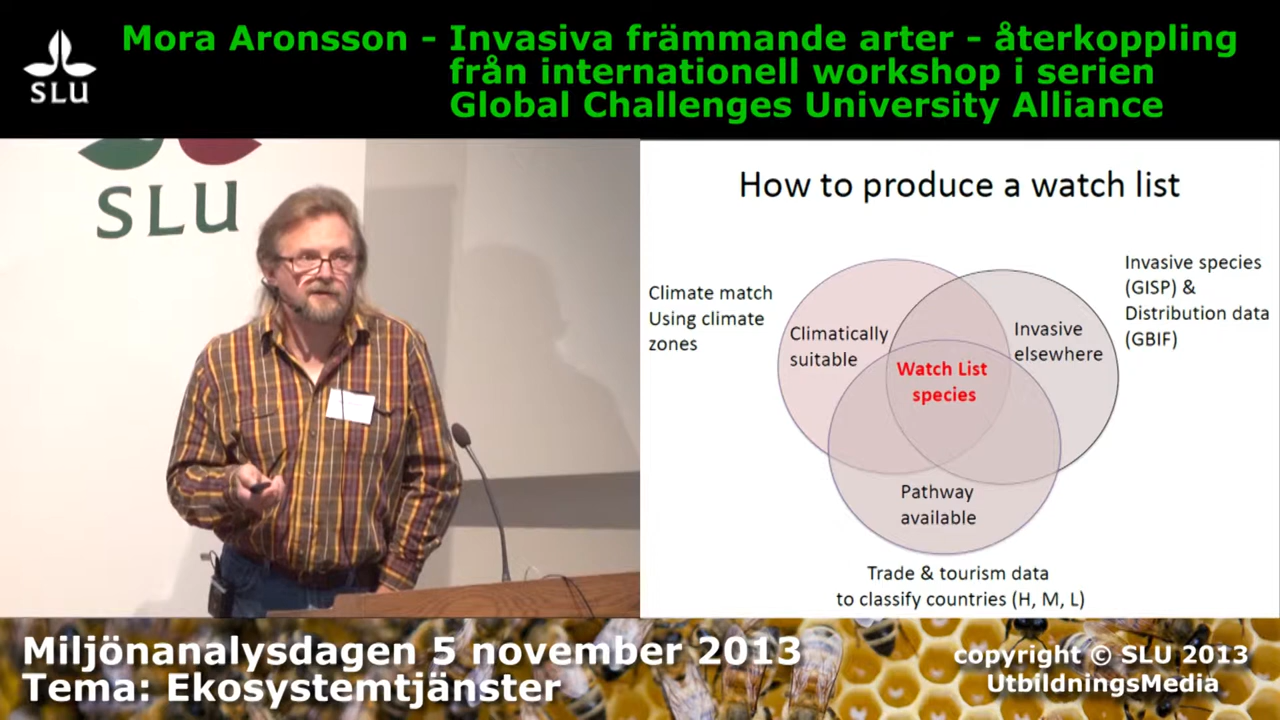 SLU
Mora Aronsson - Invasiva främmande arter - återkoppling
från internationell workshop i serien
Global Challenges University Alliance
SLU
How to produce a watch list
Climate match
Using climate
zones
Climatically
suitable
Invasive
elsewhere
Invasive species
(GISP) &
Distribution data
(GBIF)
Watch List
species
Pathway
available
Trade & tourism data
to classify countries (H, M, L)
Miljönanalysdagen 5 november 2013
Tema: Ekosystemtjänster
copyright © SLU 2013
UtbildningsMedia